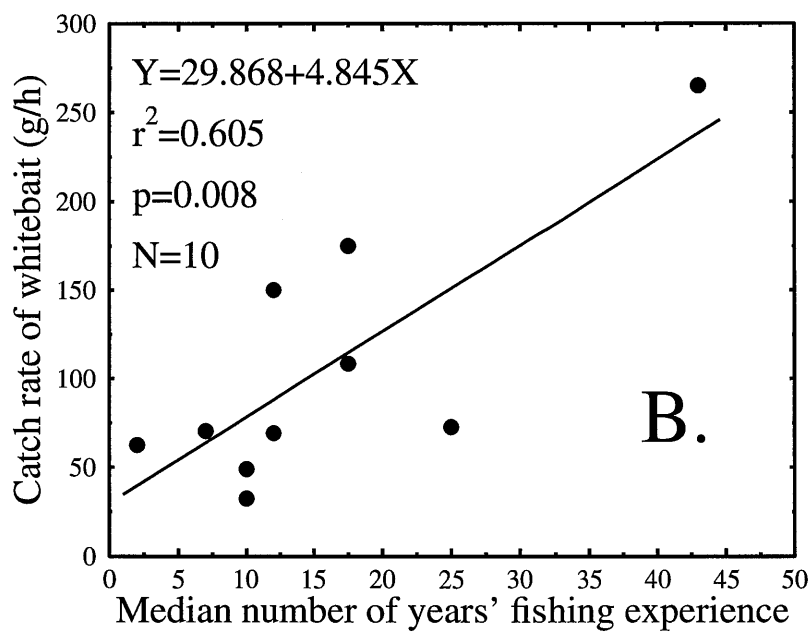 300
250
200
150
100
50
0
Catch rate of whitebait (g/h)
Y=29.868+4.845X
r²=0.605
p=0.008
N=10
B.
0 5 10 15 20 25 30 35 40 45 50
Median number of years' fishing experience